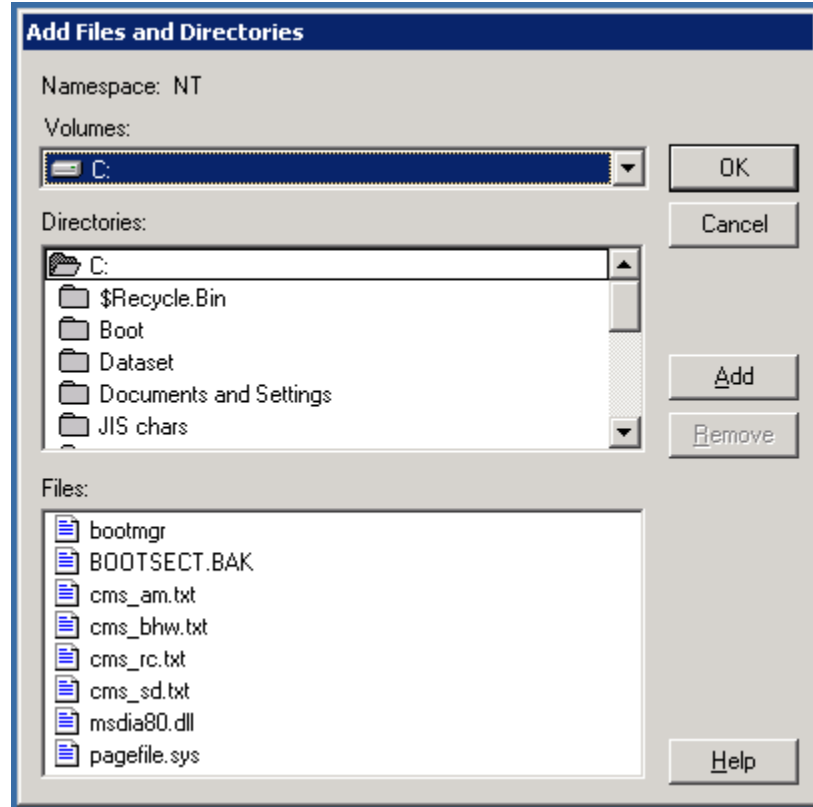 Add Files and Directories
Namespace: NT
Volumes:
C:
OK
Directories:
Cancel
C:
$Recycle.Bin
Boot
Dataset
Documents and Settings
JIS chars
Add
Remove
Files:
bootmgr
BOOTSECT.BAK
cms_am.txt
cms_bhw.txt
cms_rc.txt
cms_sd.txt
msdia80.dll
pagefile.sys
Help